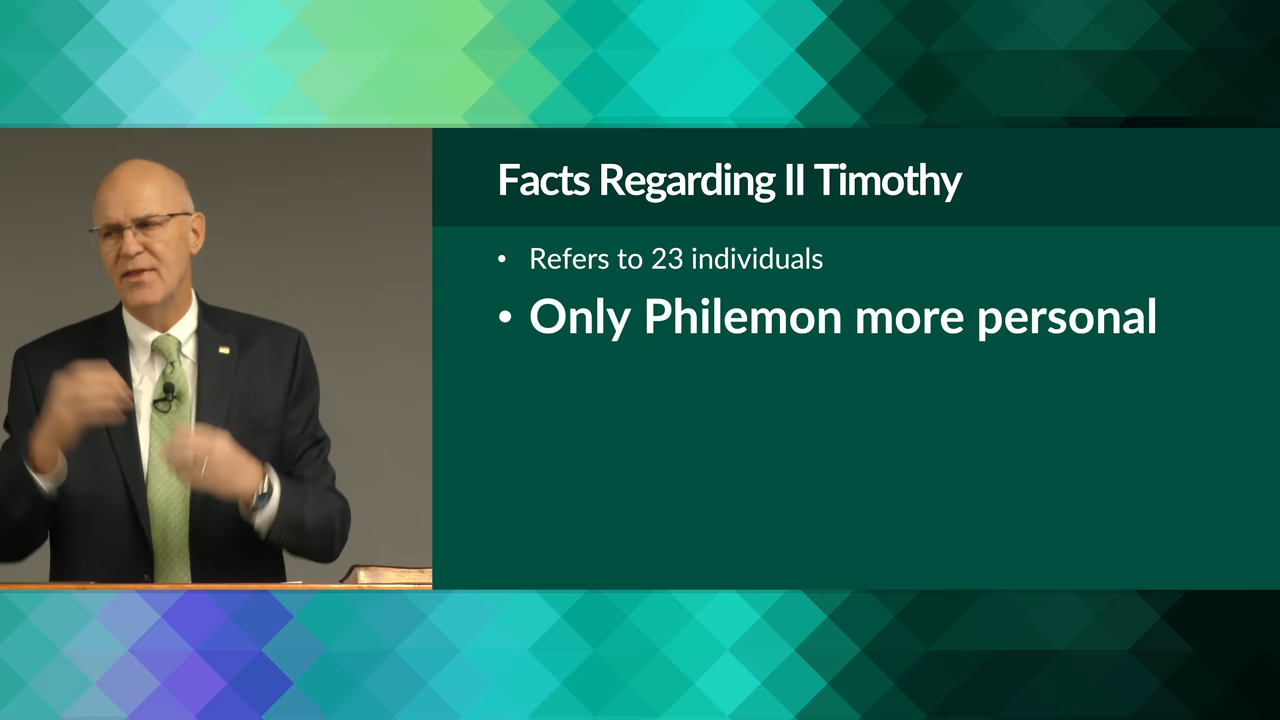 Facts Regarding II Timothy
• Refers to 23 individuals
• Only Philemon more personal